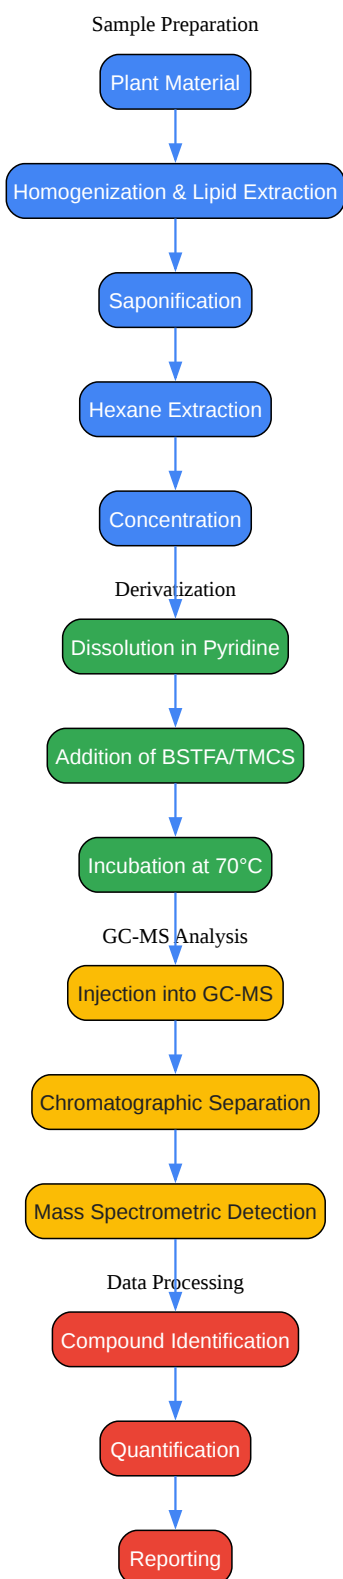 Sample Preparation
Plant Material
Homogenization & Lipid Extraction
Saponification
Hexane Extraction
Concentration
Derivatization
Dissolution in Pyridine
Addition of BSTFA/TMCS
Incubation at 70°C
GC-MS Analysis
Injection into GC-MS
Chromatographic Separation
Mass Spectrometric Detection
Data Processing
Compound Identification
Quantification
Reporting